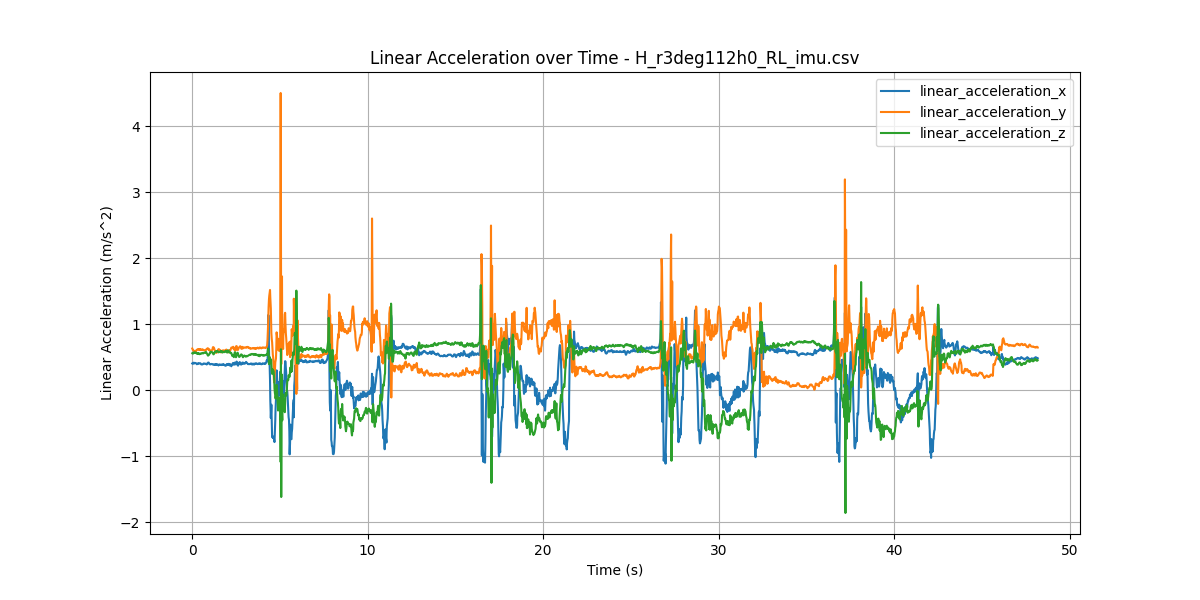 Linear Acceleration over Time - H_r3deg112h0_RL_imu.csv
linear_acceleration_x
linear_acceleration_y
linear_acceleration_z
Linear Acceleration (m/s^2)
4
3
2
1
0
−1
−2
0 10 20 30 40 50
Time (s)